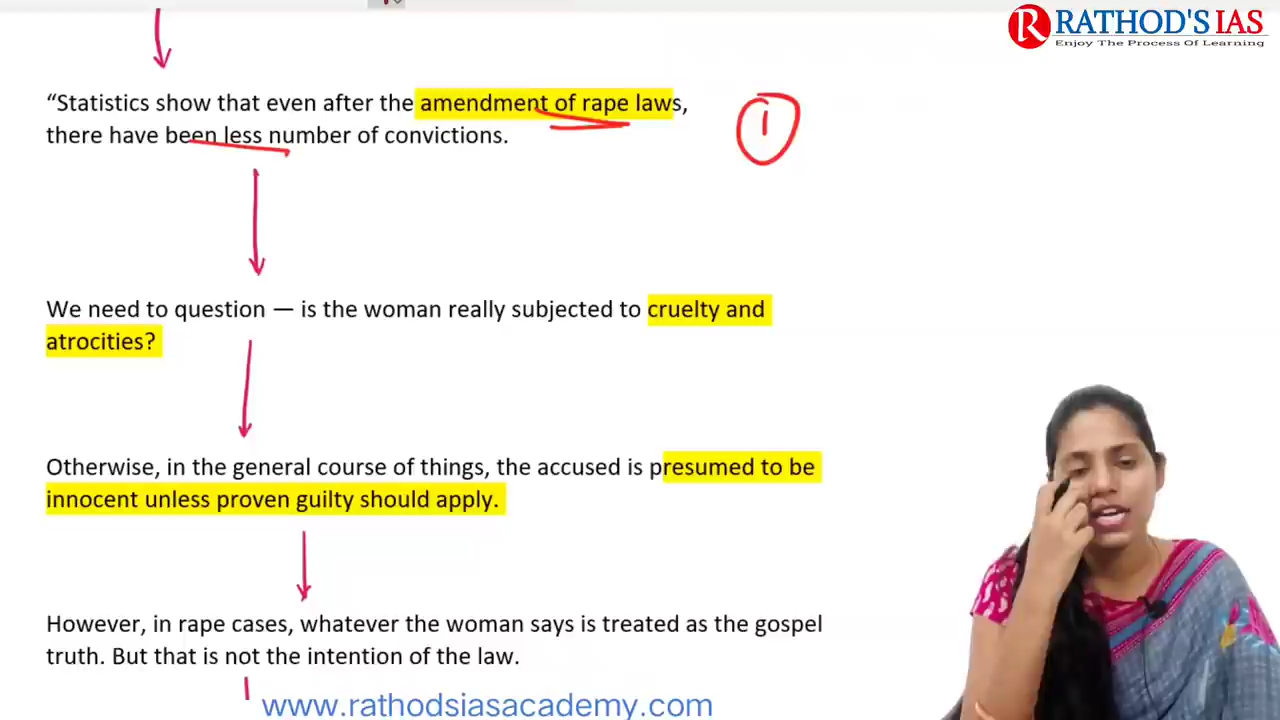 RATHOD'S IAS
Enjoy The Process Of Learning
“Statistics show that even after the amendment of rape laws,
there have been less number of convictions.
1
We need to question — is the woman really subjected to cruelty and
atrocities?
Otherwise, in the general course of things, the accused is presumed to be
innocent unless proven guilty should apply.
However, in rape cases, whatever the woman says is treated as the gospel
truth. But that is not the intention of the law.
www.rathodsiasacademy.com